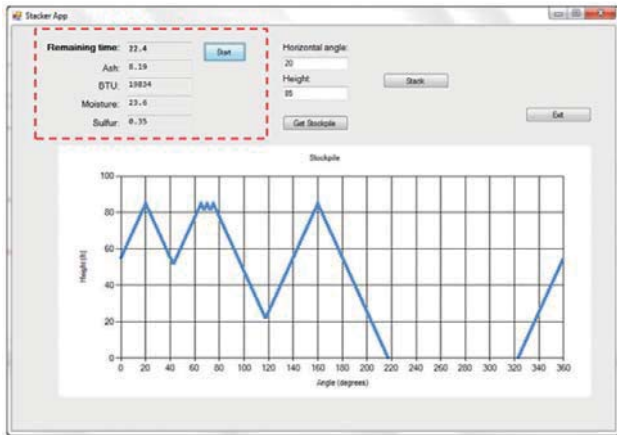 Stacker App
Remaining time: 22.4
Start
Ash: 8.19
BTU: 19834
Moisture: 23.6
Sulfur: 0.35
Horizontal angle:
20
Height:
85
Get Stockpile
Stack
Exit
Stockpile
Height (ft)
100
80
60
40
20
0
0 20 40 60 80 100 120 140 160 180 200 220 240 260 280 300 320 340 360
Angle (degrees)